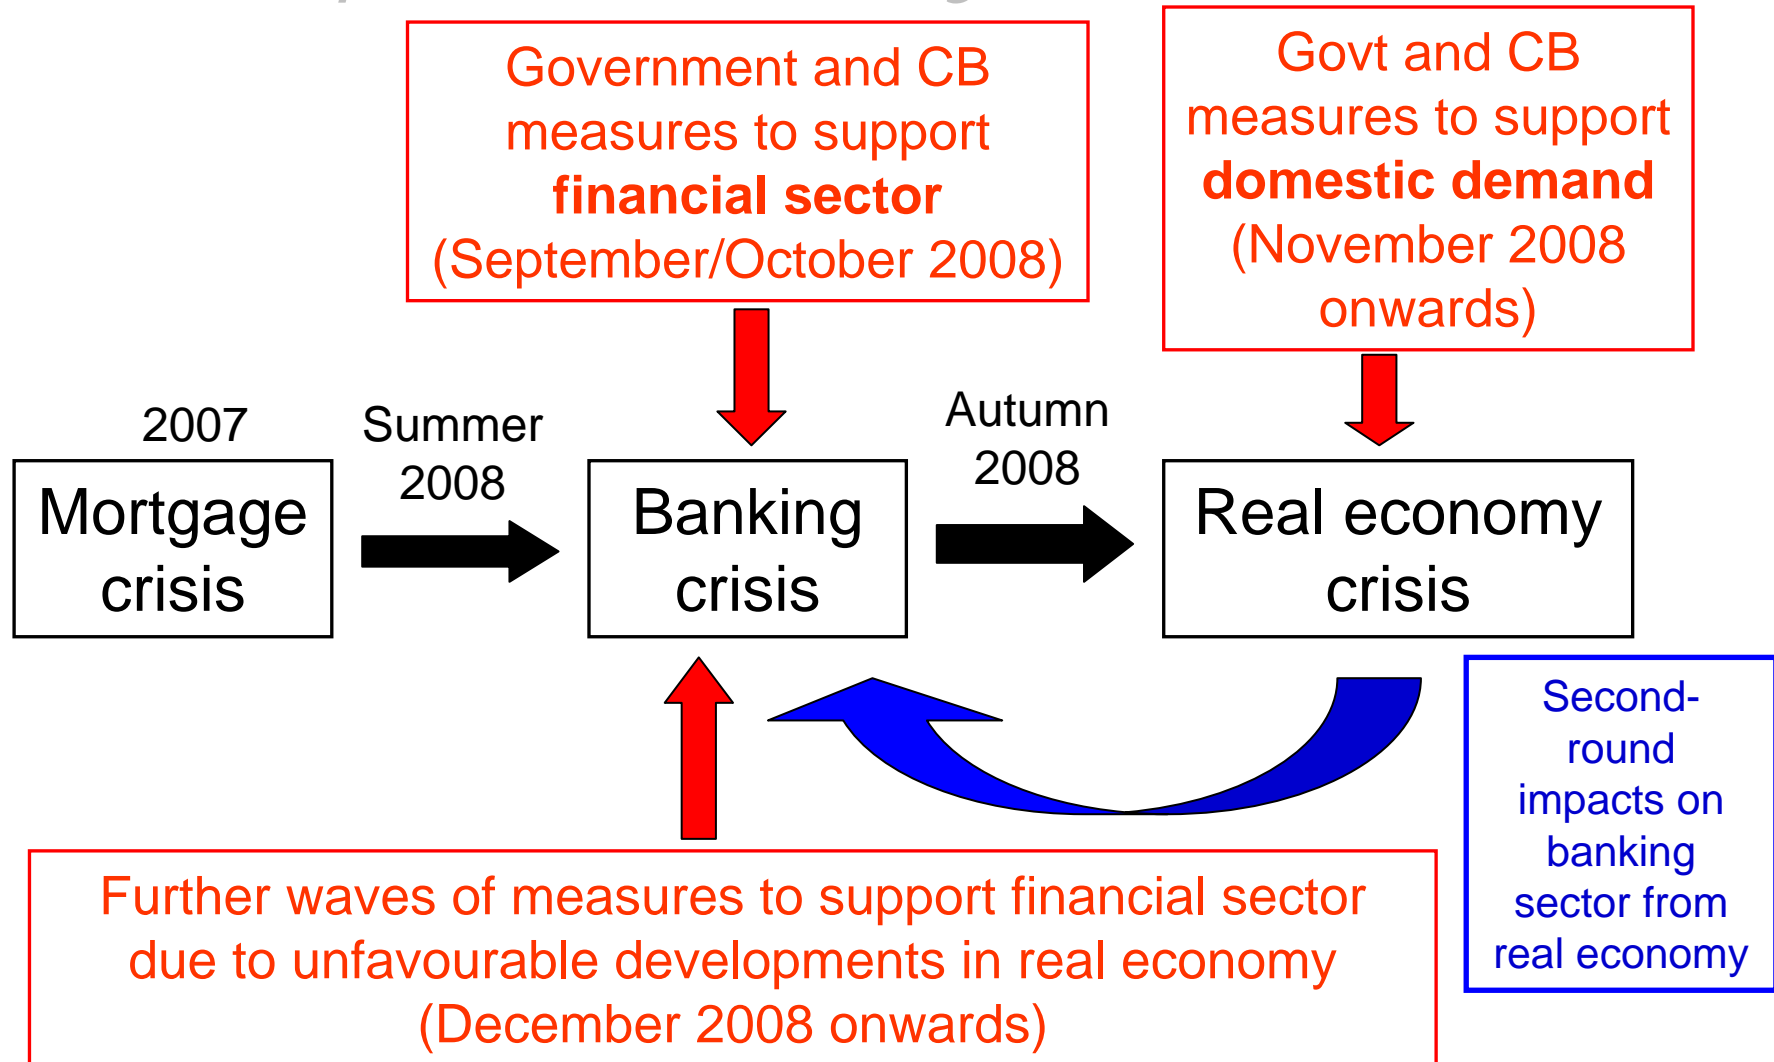 Government and CB
measures to support
financial sector
(September/October 2008)
Govt and CB
measures to support
domestic demand
(November 2008
onwards)
2007
Summer
2008
Autumn
2008
Mortgage
crisis
Banking
crisis
Real economy
crisis
Second-
round
impacts on
banking
sector from
real economy
Further waves of measures to support financial sector
due to unfavourable developments in real economy
(December 2008 onwards)